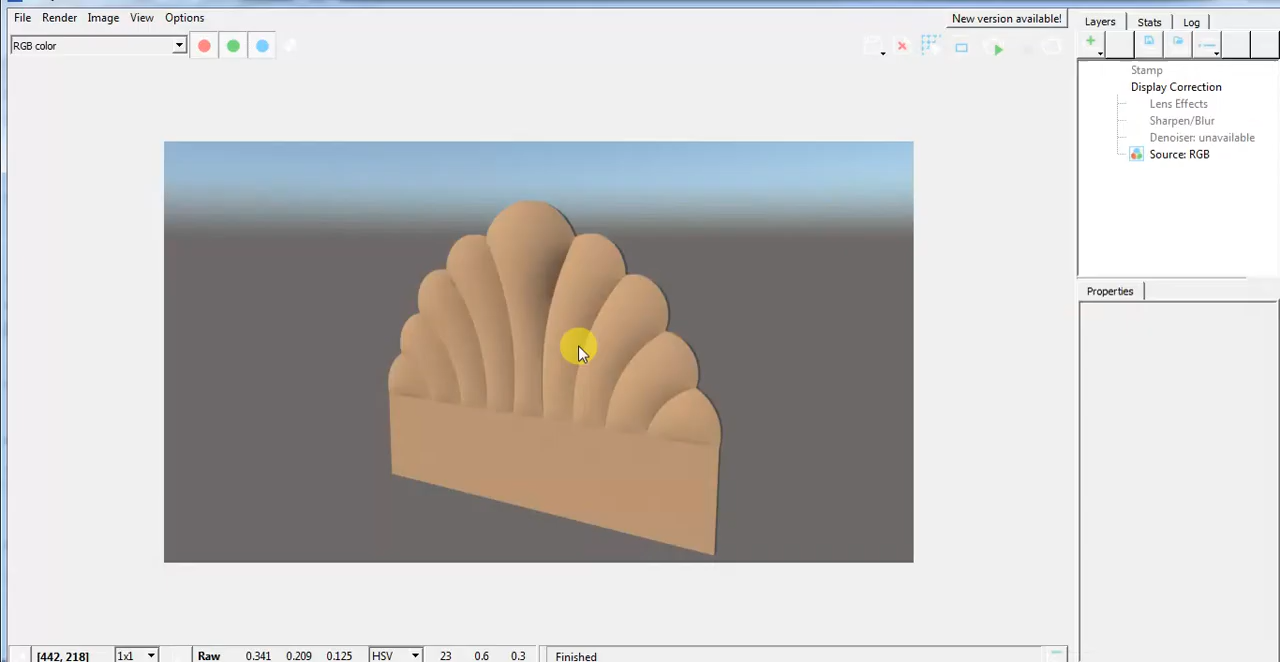 File Render Image View Options
New version available!
Layers Stats Log
RGB color
Stamp
Display Correction
Lens Effects
Sharpen/Blur
Denoiser: unavailable
Source: RGB
Properties
[442, 218] 1x1 Raw 0.341 0.209 0.125 HSV 23 0.6 0.3 Finished